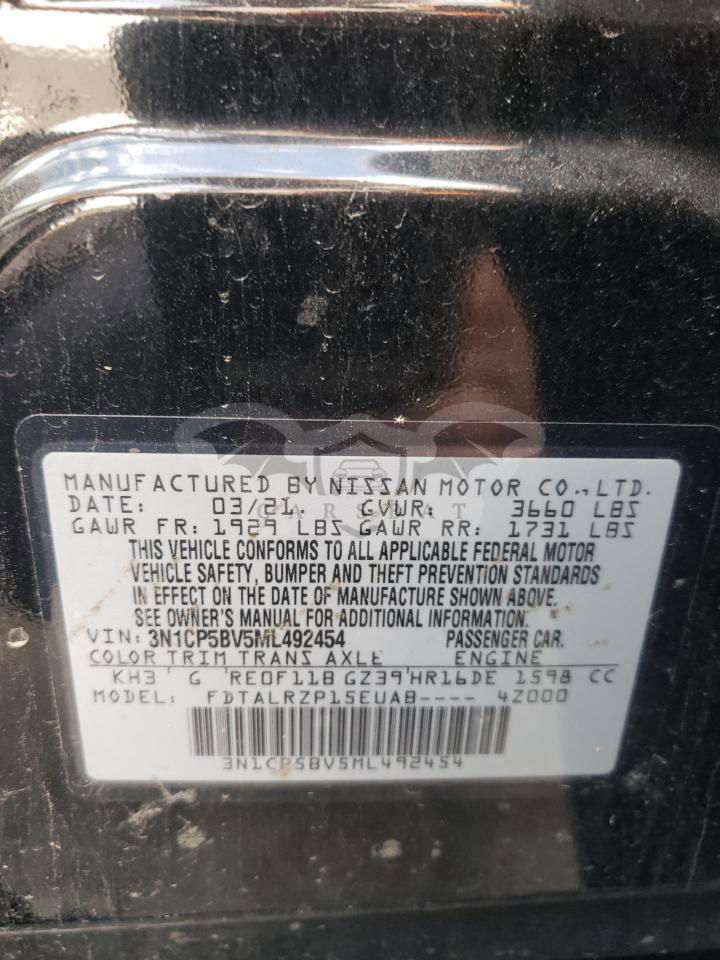 MANUFACTURED BY NISSAN MOTOR CO., LTD.
DATE: 03/21. GVWR: 3660 LBS
GAWR FR: 1929 LBS GAWR RR: 1731 LBS
THIS VEHICLE CONFORMS TO ALL APPLICABLE FEDERAL MOTOR
VEHICLE SAFETY, BUMPER AND THEFT PREVENTION STANDARDS
IN EFFECT ON THE DATE OF MANUFACTURE SHOWN ABOVE.
SEE OWNER'S MANUAL FOR ADDITIONAL INFORMATION.
VIN: 3N1CP5BV5ML492454 PASSENGER CAR.
COLOR TRIM TRANS AXLE ENGINE
KH3 G RE0F11B GZ39 HR16DE 1598 CC
MODEL: FDTALRZP15EUAB---- 4Z000
3N1CP5BV5ML492454